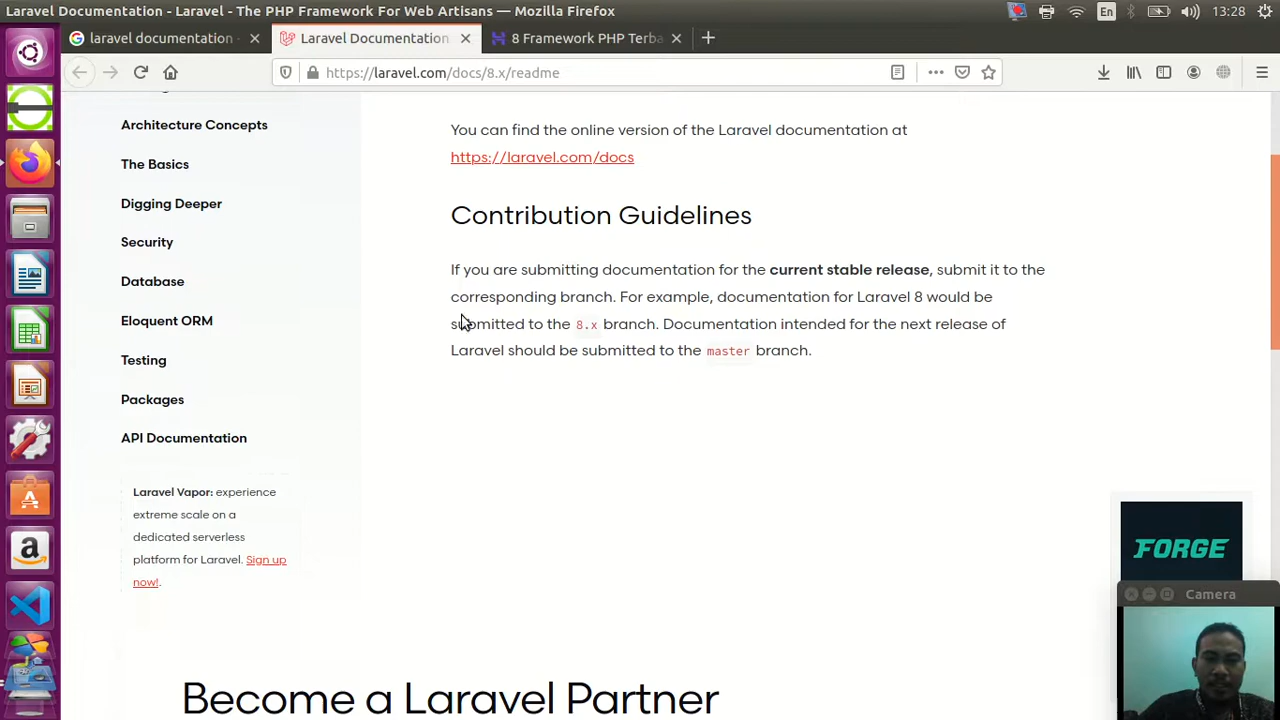 Laravel Documentation - Laravel - The PHP Framework For Web Artisans — Mozilla Firefox
En
13:28
laravel documentation
Laravel Documentation
8 Framework PHP Terba
https://laravel.com/docs/8.x/readme
Architecture Concepts
The Basics
Digging Deeper
Security
Database
Eloquent ORM
Testing
Packages
API Documentation
Laravel Vapor: experience
extreme scale on a
dedicated serverless
platform for Laravel. Sign up
now!.
You can find the online version of the Laravel documentation at
https://laravel.com/docs
Contribution Guidelines
If you are submitting documentation for the current stable release, submit it to the
corresponding branch. For example, documentation for Laravel 8 would be
submitted to the 8.x branch. Documentation intended for the next release of
Laravel should be submitted to the master branch.
FORGE
Camera
Become a Laravel Partner